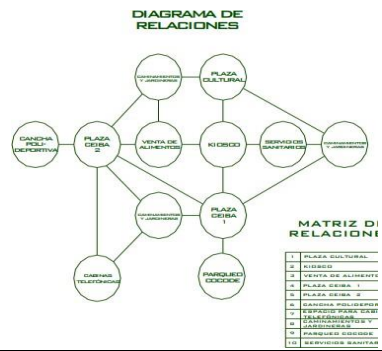 DIAGRAMA DE
RELACIONES
CAMINAMIENTOS
Y JARDINERAS
PLAZA
CULTURAL
CANCHA
POLI-
DEPORTIVA
PLAZA
CEIBA
2
VENTA DE
ALIMENTOS
KIOSCO
SERVICIOS
SANITARIOS
CAMINAMIENTOS
Y JARDINERAS
CAMINAMIENTOS
Y JARDINERAS
PLAZA
CEIBA
1
CABINAS
TELEFONICAS
PARQUEO
COCODE
MATRIZ D
RELACION
1 PLAZA CULTURAL
2 KIOSCO
3 VENTA DE ALIMENT
4 PLAZA CEIBA 1
5 PLAZA CEIBA 2
6 CANCHA POLIDEPOR
7 ESPACIO PARA CABI
TELEFONICAS
8 CAMINAMIENTOS Y
JARDINERAS
9 PARQUEO COCODE
10 SERVICIOS SANITAR